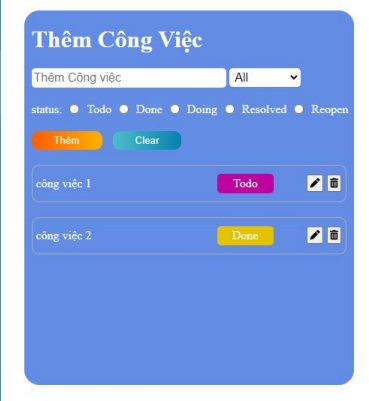 Thêm Công Việc
Thêm Công việc All
status: Todo Done Doing Resolved Reopen
Thêm Clear
công việc 1 Todo
công việc 2 Done